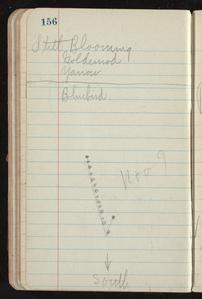 156
Still, Blooming
Goldenrod
Yarrow
Bluebird
Nov 9
South